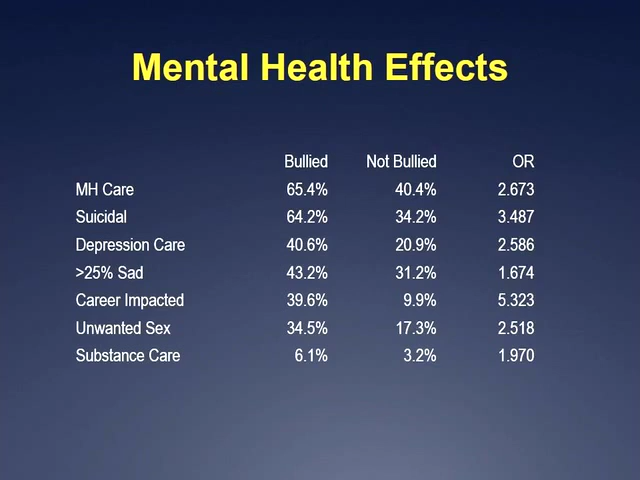 Mental Health Effects
Bullied Not Bullied OR
MH Care 65.4% 40.4% 2.673
Suicidal 64.2% 34.2% 3.487
Depression Care 40.6% 20.9% 2.586
>25% Sad 43.2% 31.2% 1.674
Career Impacted 39.6% 9.9% 5.323
Unwanted Sex 34.5% 17.3% 2.518
Substance Care 6.1% 3.2% 1.970